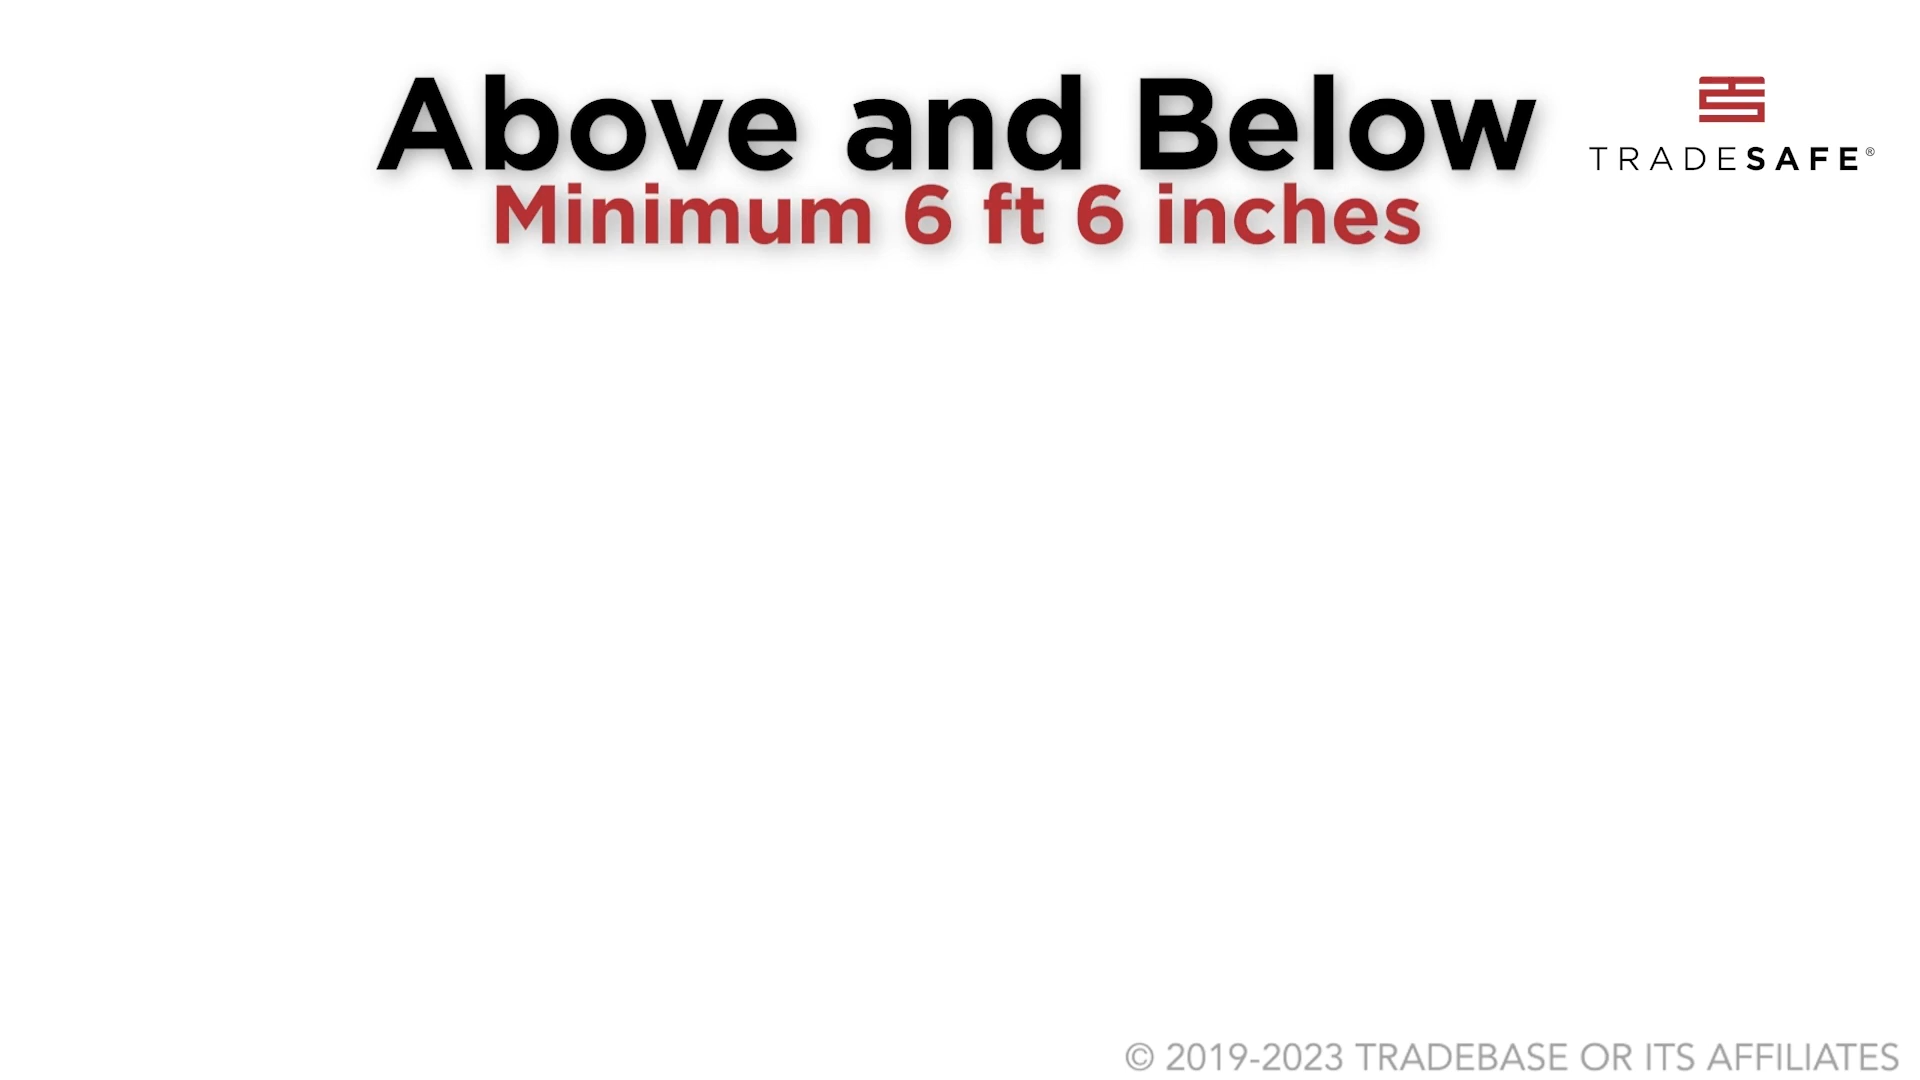 Above and Below
Minimum 6 ft 6 inches
TRADESAFE®
© 2019-2023 TRADEBASE OR ITS AFFILIATES